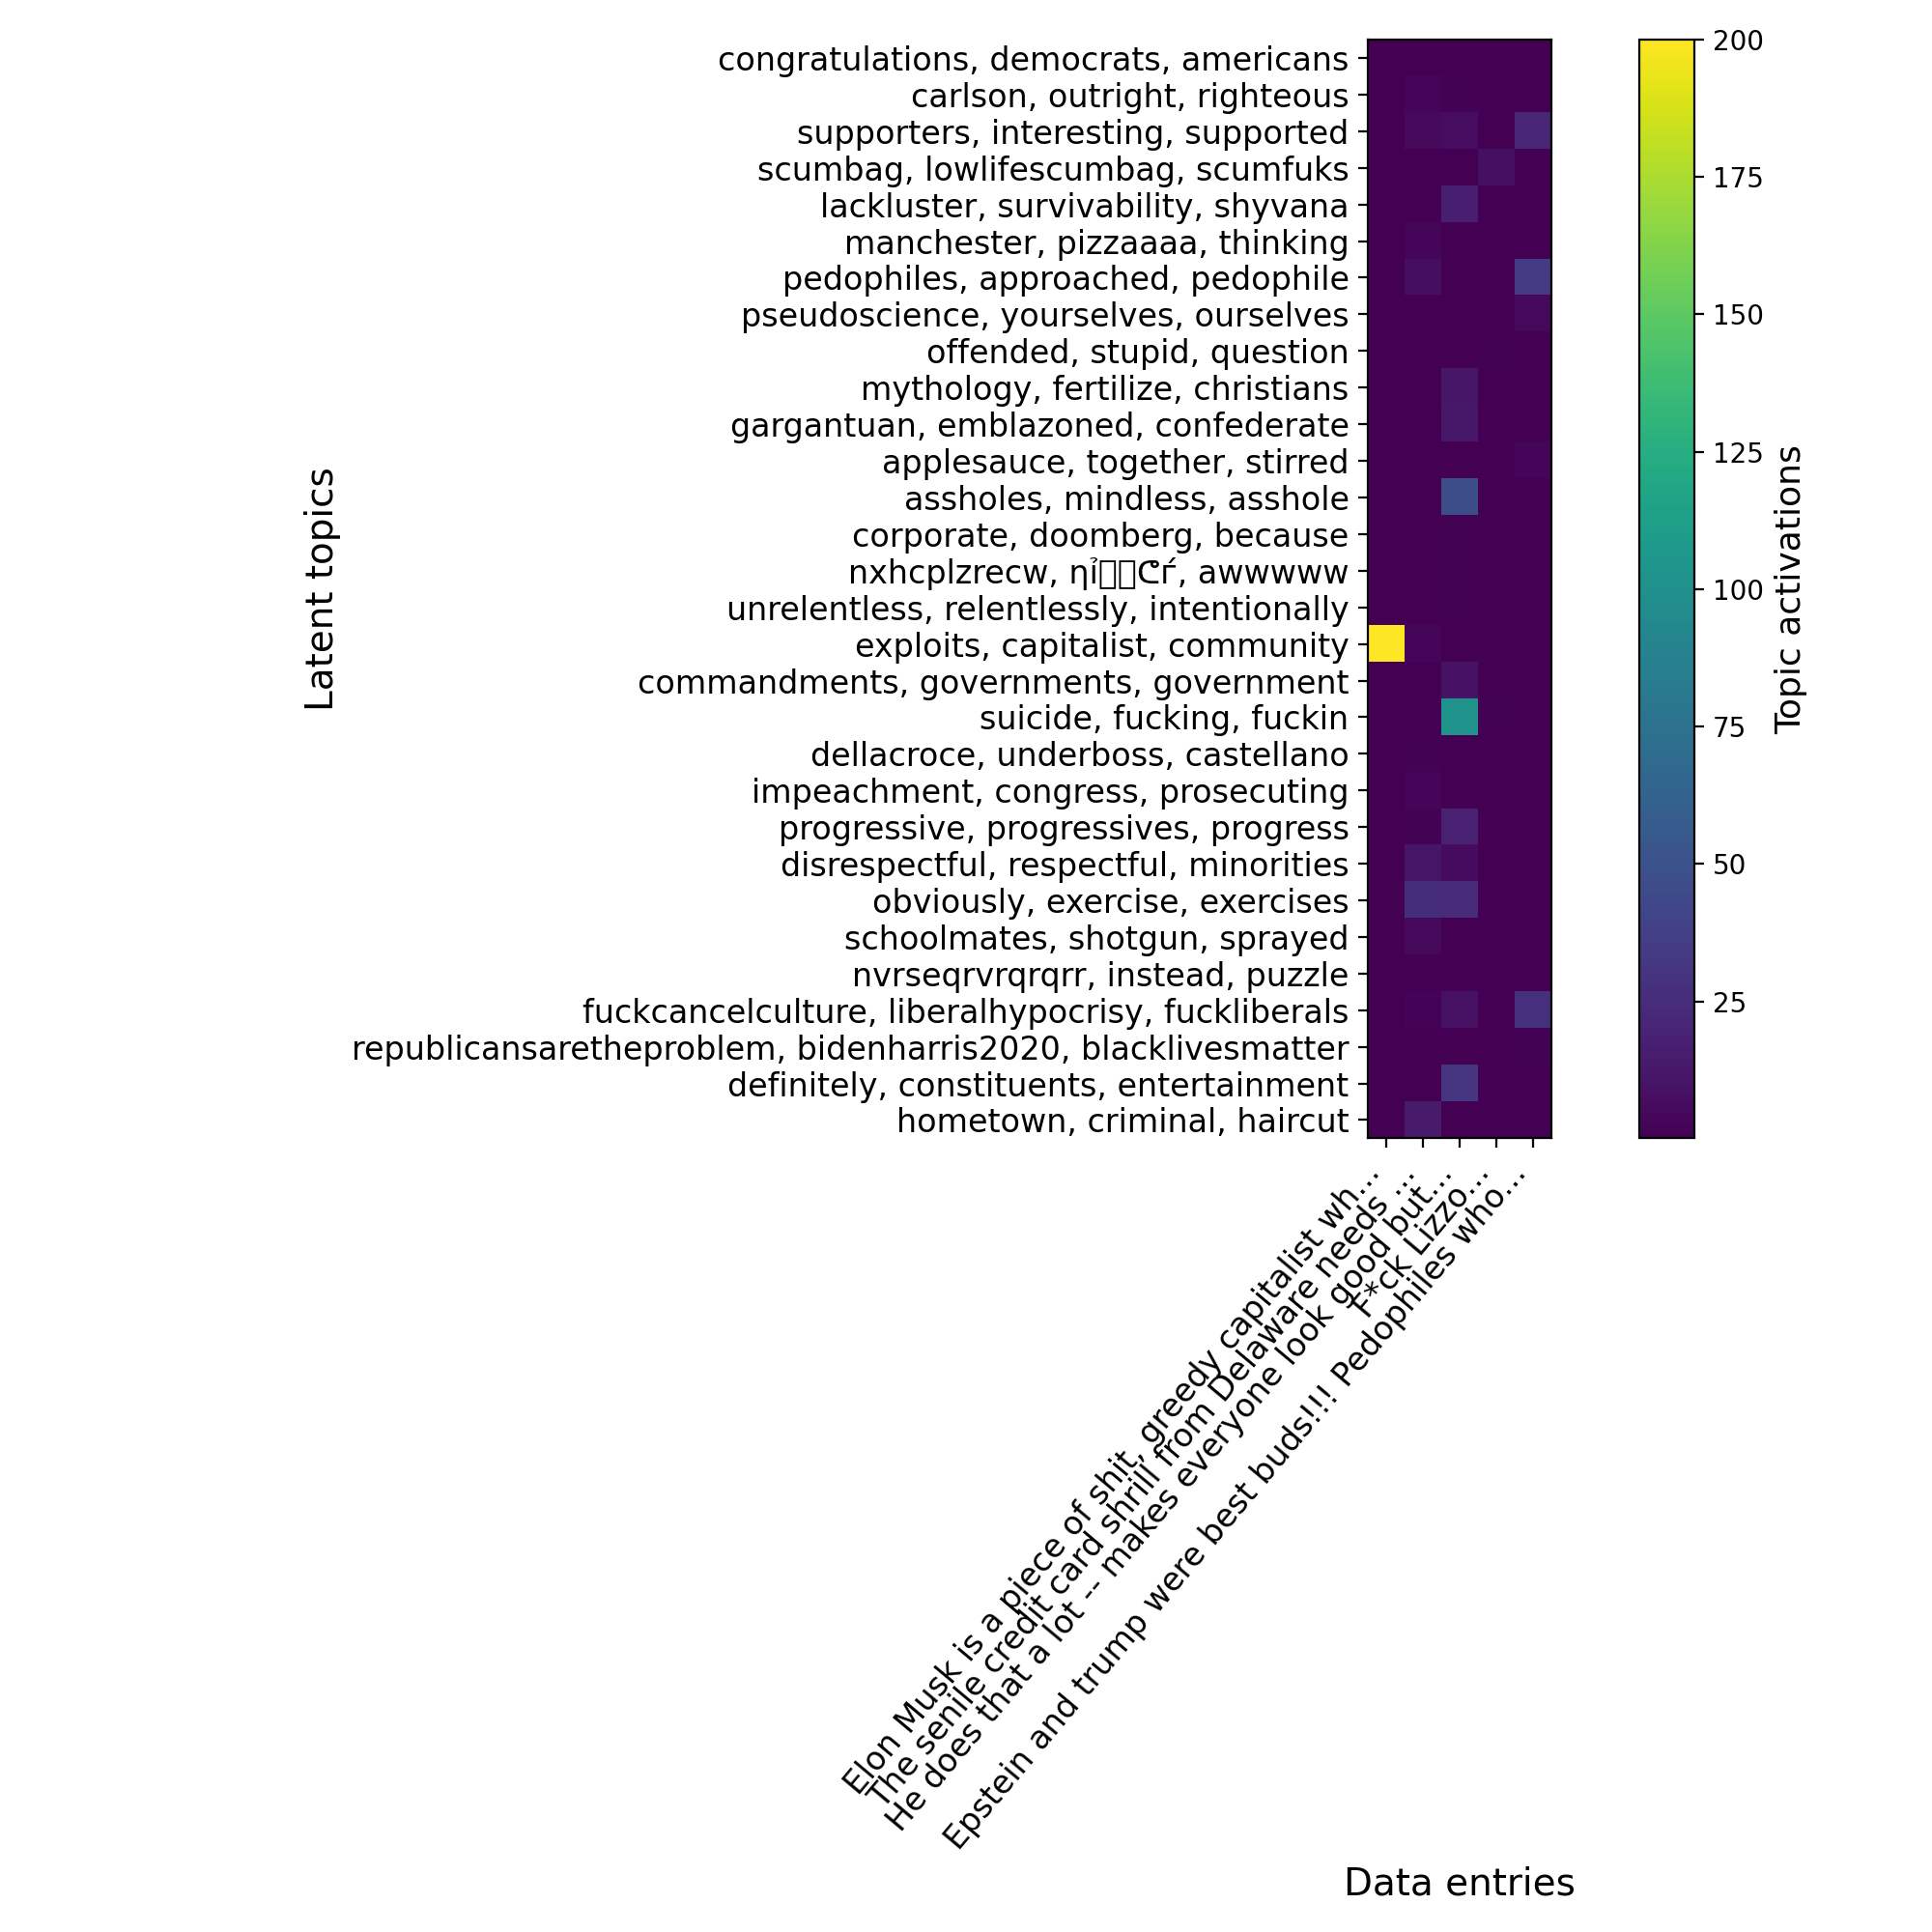 Latent topics
congratulations, democrats, americans
carlson, outright, righteous
supporters, interesting, supported
scumbag, lowlifescumbag, scumfuks
lackluster, survivability, shyvana
manchester, pizzaaaa, thinking
pedophiles, approached, pedophile
pseudoscience, yourselves, ourselves
offended, stupid, question
mythology, fertilize, christians
gargantuan, emblazoned, confederate
applesauce, together, stirred
assholes, mindless, asshole
corporate, doomberg, because
nxhcplzrecw, awwwww
unrelentless, relentlessly, intentionally
exploits, capitalist, community
commandments, governments, government
suicide, fucking, fuckin
dellacroce, underboss, castellano
impeachment, congress, prosecuting
progressive, progressives, progress
disrespectful, respectful, minorities
obviously, exercise, exercises
schoolmates, shotgun, sprayed
nvrseqrvrqrqrr, instead, puzzle
fuckcancelculture, liberalhypocrisy, fuckliberals
republicansaretheproblem, bidenharris2020, blacklivesmatter
definitely, constituents, entertainment
hometown, criminal, haircut
Elon Musk is a piece of shit, greedy capitalist wh...
The senile credit card shrill from Delaware needs ...
He does that a lot -- makes everyone look good but...
F*ck Lizzo...
Epstein and trump were best buds!!! Pedophiles who...
Data entries
200
175
150
125
100
75
50
25
Topic activations